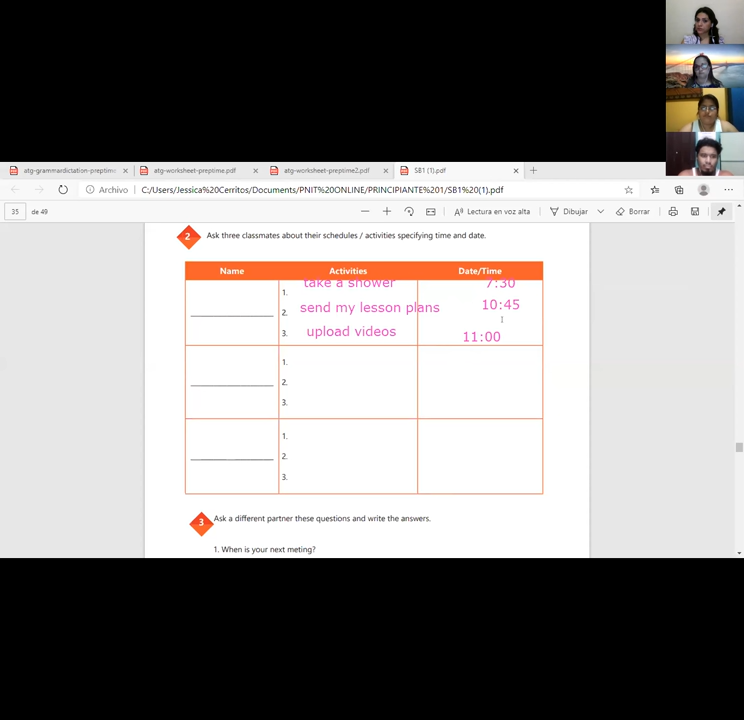 atg-grammardictation-preptime
atg-worksheet-preptime.pdf
atg-worksheet-preptime2.pdf
SB1 (1).pdf
Archivo
C:/Users/Jessica%20Cerritos/Documents/PNIT%20ONLINE/PRINCIPIANTE%201/SB1%20(1).pdf
35 de 49
Lectura en voz alta
Dibujar
Borrar
2 Ask three classmates about their schedules / activities specifying time and date.
Name Activities Date/Time
1. take a shower 7:30
2. send my lesson plans 10:45
3. upload videos 11:00
1.
2.
3.
1.
2.
3.
3 Ask a different partner these questions and write the answers.
1. When is your next meting?